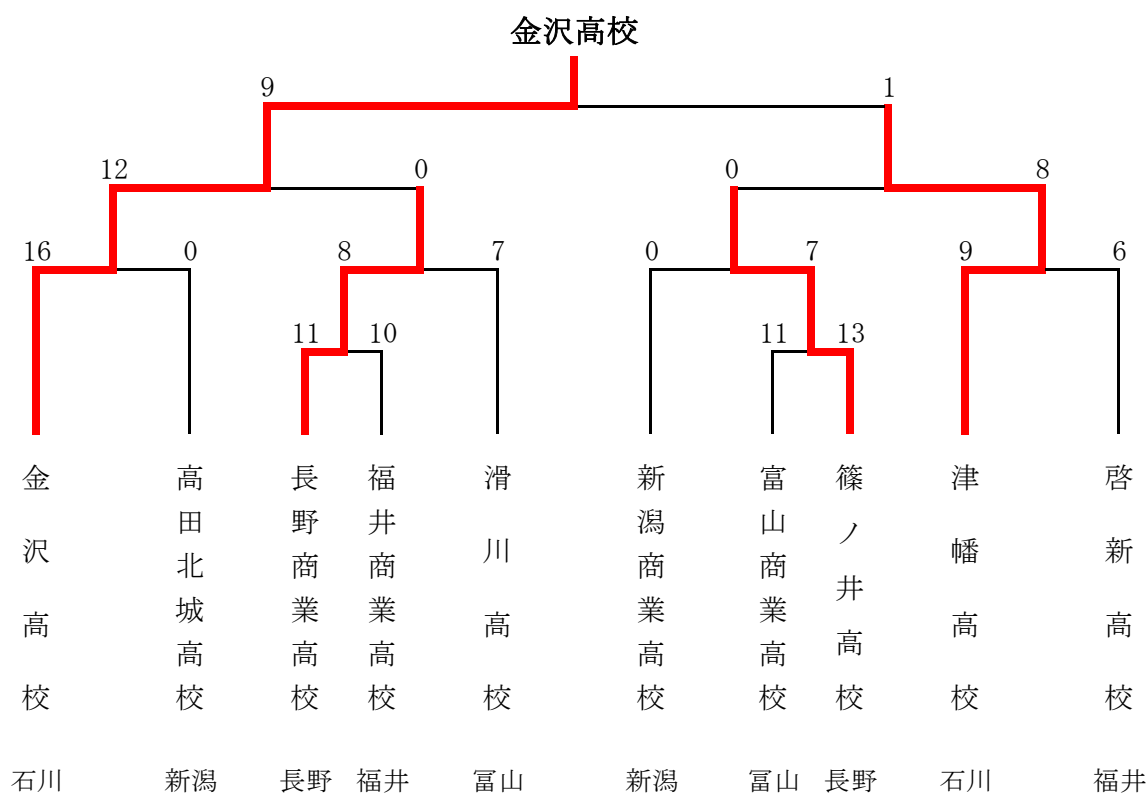 金沢高校
9 1
12 0 0 8
16 0 8 7 0 7 9 6
11 10 11 13
金沢高校
高田北城高校
長野商業高校
福井商業高校
滑川高校
新潟商業高校
富山商業高校
篠ノ井高校
津幡高校
啓新高校
石川 新潟 長野 福井 冨山 新潟 冨山 長野 石川 福井